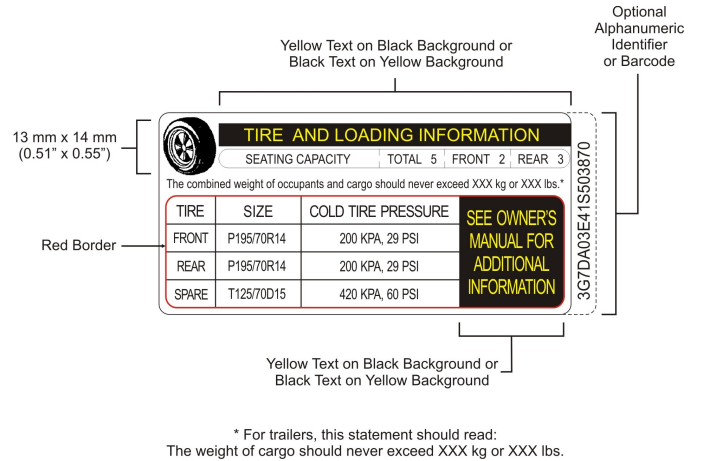 Optional
Alphanumeric
Identifier
or Barcode
Yellow Text on Black Background or
Black Text on Yellow Background
13 mm x 14 mm
(0.51” x 0.55”)
TIRE AND LOADING INFORMATION
SEATING CAPACITY TOTAL 5 FRONT 2 REAR 3
The combined weight of occupants and cargo should never exceed XXX kg or XXX lbs.*
TIRE SIZE COLD TIRE PRESSURE
FRONT P195/70R14 200 KPA, 29 PSI
REAR P195/70R14 200 KPA, 29 PSI
SPARE T125/70D15 420 KPA, 60 PSI
SEE OWNER'S
MANUAL FOR
ADDITIONAL
INFORMATION
3G7DA03E41S503870
Red Border
Yellow Text on Black Background or
Black Text on Yellow Background
* For trailers, this statement should read:
The weight of cargo should never exceed XXX kg or XXX lbs.